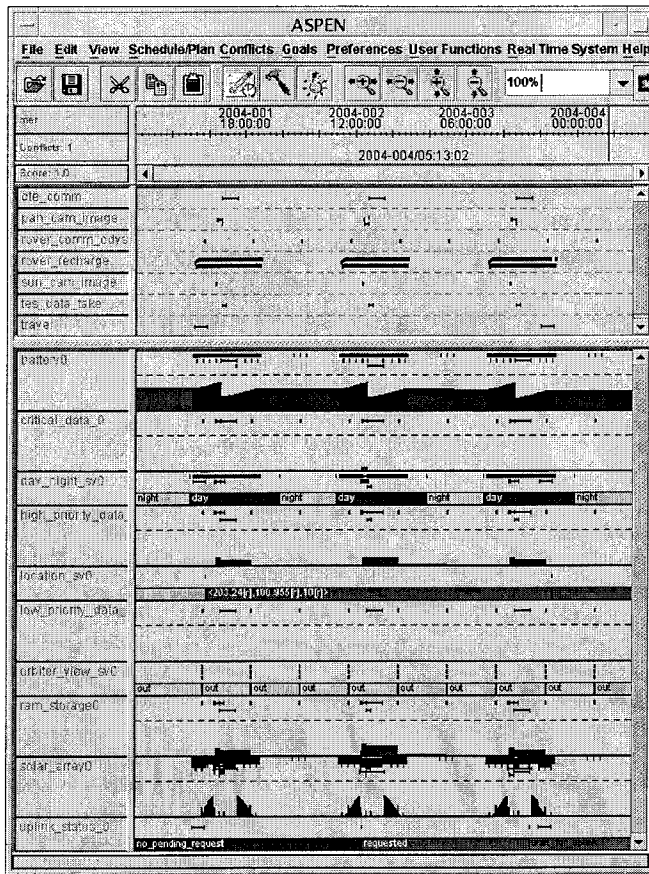 ASPEN
File Edit View Schedule/Plan Conflicts Goals Preferences User Functions Real Time System Help
100%
mer
2004-001 2004-002 2004-003 2004-004
18:00:00 12:00:00 06:00:00 00:00:00
Conflicts: 1
2004-004/05:13:02
Score: 1.0
dte_comm
pan_cam_image
rover_recharge
sun_cam_image
tes_data_take
travel
battery0
critical_data_0
day_night_sv0
night day night day night day night
high_priority_data_
location_sv0
low_priority_data_
orbiter_view_sv0
out out out out out out out out out out
ram_storage0
solar_array0
uplink_status_0
no_pending_request requested